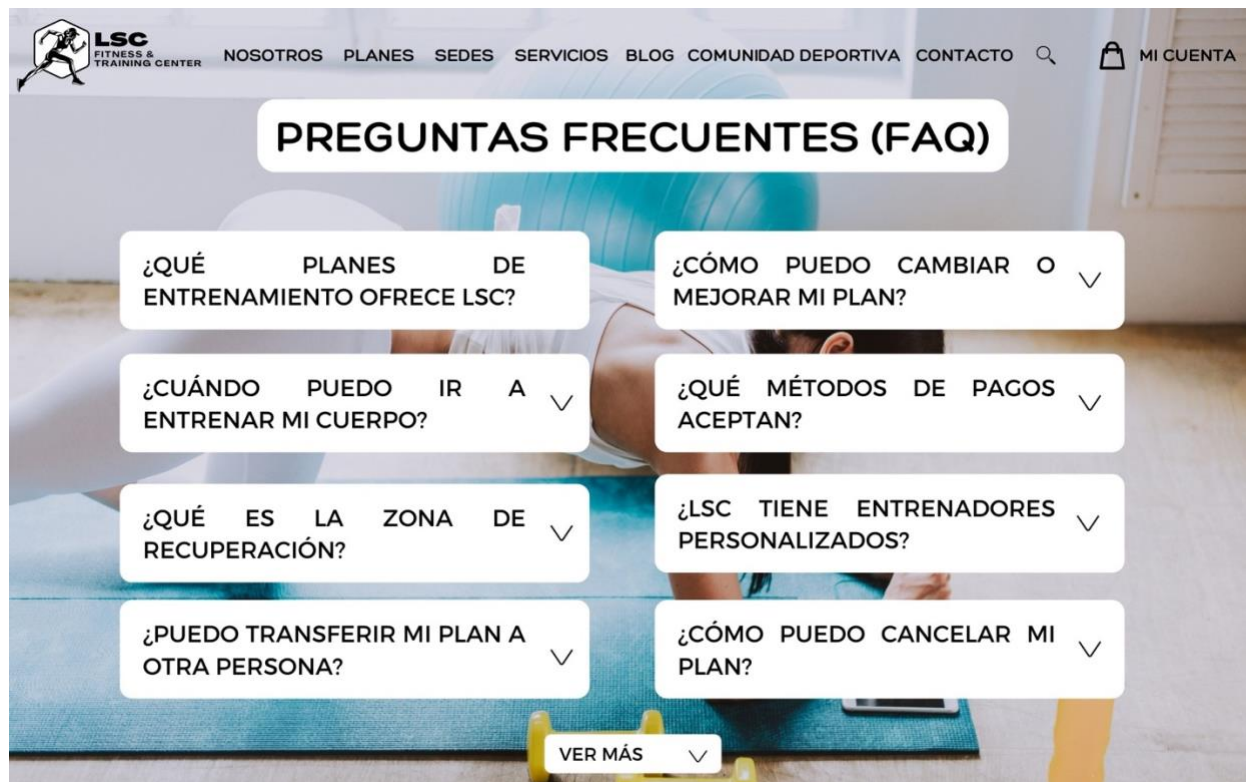 LSC
FITNESS &
TRAINING CENTER
NOSOTROS PLANES SEDES SERVICIOS BLOG COMUNIDAD DEPORTIVA CONTACTO MI CUENTA
PREGUNTAS FRECUENTES (FAQ)
¿QUÉ PLANES DE
ENTRENAMIENTO OFRECE LSC?
¿CÓMO PUEDO CAMBIAR O
MEJORAR MI PLAN?
¿CUÁNDO PUEDO IR A
ENTRENAR MI CUERPO?
¿QUÉ MÉTODOS DE PAGOS
ACEPTAN?
¿QUÉ ES LA ZONA DE
RECUPERACIÓN?
¿LSC TIENE ENTRENADORES
PERSONALIZADOS?
¿PUEDO TRANSFERIR MI PLAN A
OTRA PERSONA?
¿CÓMO PUEDO CANCELAR MI
PLAN?
VER MÁS